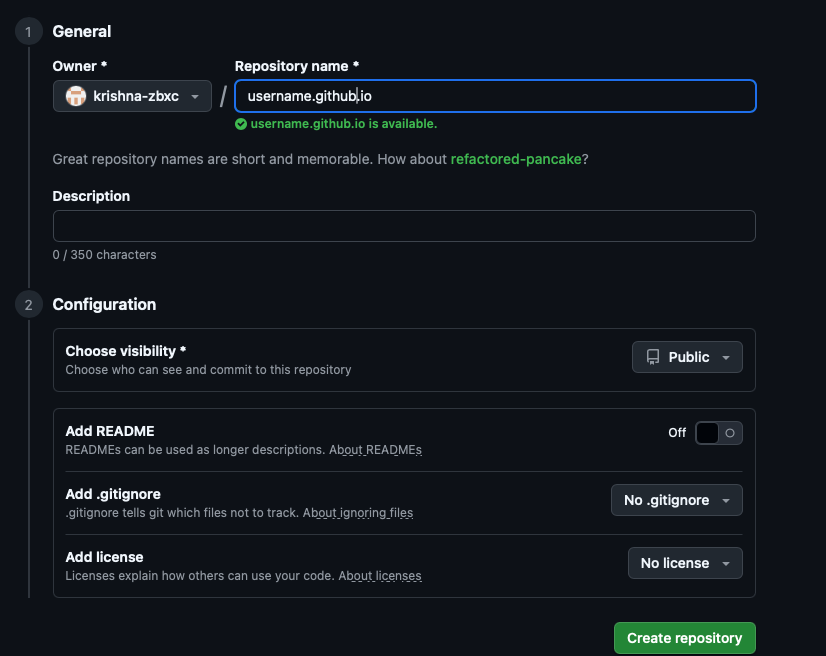 1 General
Owner * Repository name *
krishna-zbxc / username.github.io
username.github.io is available.
Great repository names are short and memorable. How about refactored-pancake?
Description
0 / 350 characters
2 Configuration
Choose visibility *
Choose who can see and commit to this repository
Public
Add README
READMEs can be used as longer descriptions. About READMEs
Off
Add .gitignore
.gitignore tells git which files not to track. About ignoring files
No .gitignore
Add license
Licenses explain how others can use your code. About licenses
No license
Create repository